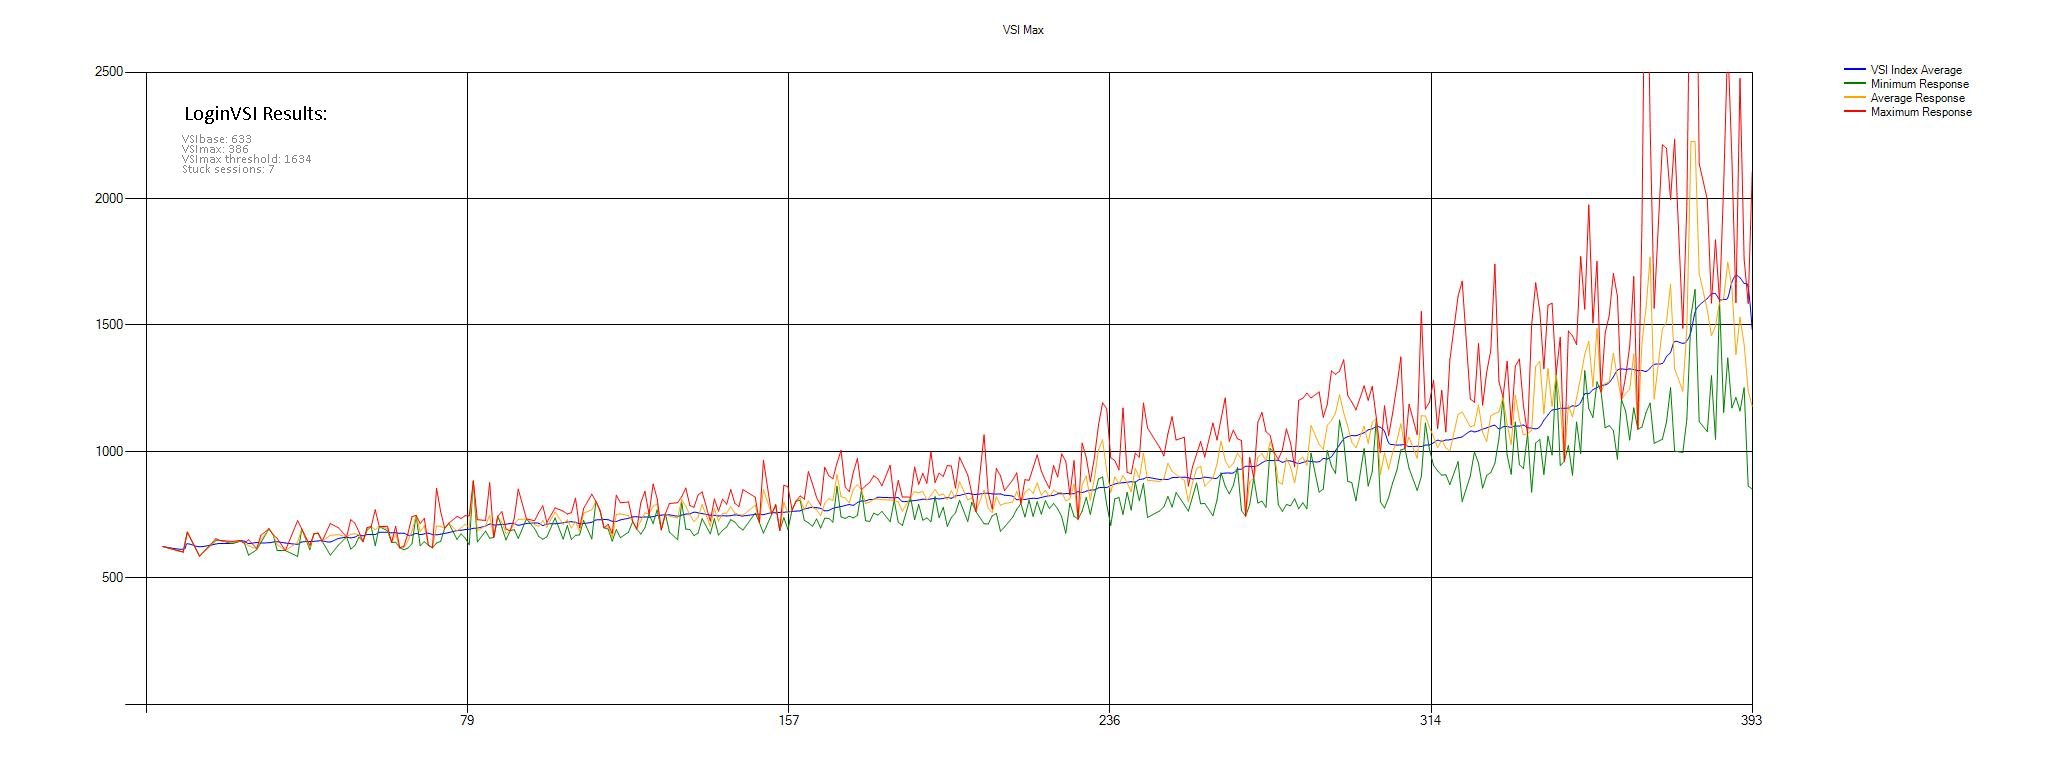 VSI Max
2500
2000
1500
1000
500
79
157
236
314
393
LoginVSI Results:
VSIbase: 633
VSImax: 386
VSImax threshold: 1634
Stuck sessions: 7
VSI Index Average
Minimum Response
Average Response
Maximum Response